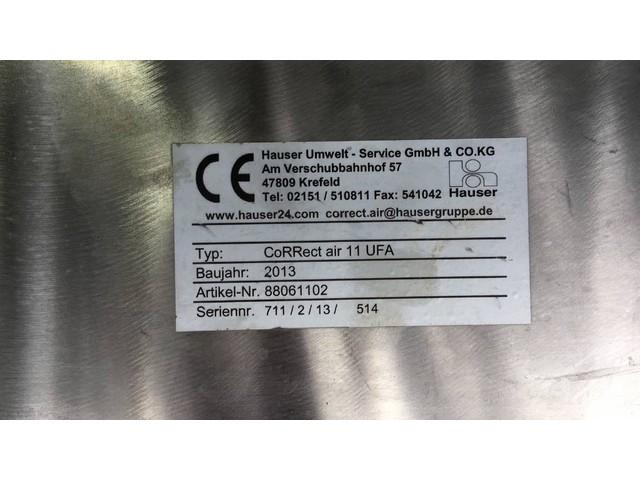 CE Hauser Umwelt - Service GmbH & CO.KG
Am Verschubbahnhof 57
47809 Krefeld
Tel: 02151 / 510811 Fax: 541042 Hauser
www.hauser24.com correct.air@hausergruppe.de
Typ: CoRRect air 11 UFA
Baujahr: 2013
Artikel-Nr. 88061102
Seriennr. 711 / 2 / 13 / 514